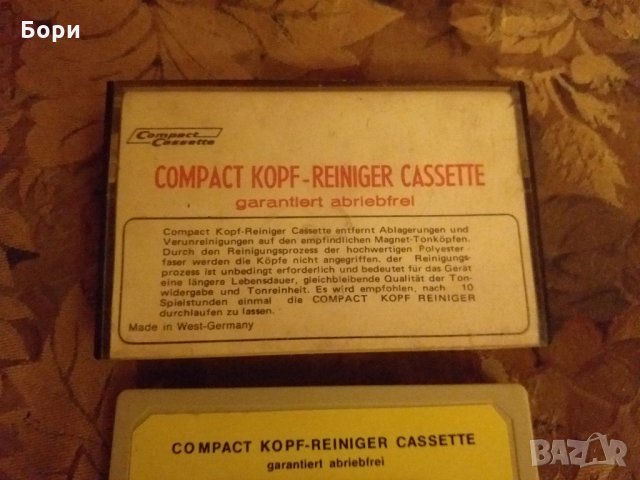 Бори
Compact
Cassette
COMPACT KOPF-REINIGER CASSETTE
garantiert abriebfrei
Compact Kopf-Reiniger Cassette entfernt Ablagerungen und
Verunreinigungen auf den empfindlichen Magnet-Tonköpfen.
Durch den Reinigungsprozess der hochwertigen Polyester
faser werden die Köpfe nicht angegriffen. der Reinigungs-
prozess ist unbedingt erforderlich und bedeutet für das Gerät
eine längere Lebensdauer, gleichbleibende Qualität der Ton-
widergabe und Tonreinheit. Es wird empfohlen, nach 10
Spielstunden einmal die COMPACT KOPF REINIGER
durchlaufen zu lassen.
Made in West-Germany
COMPACT KOPF-REINIGER CASSETTE
garantiert abriebfrei
BAZAR